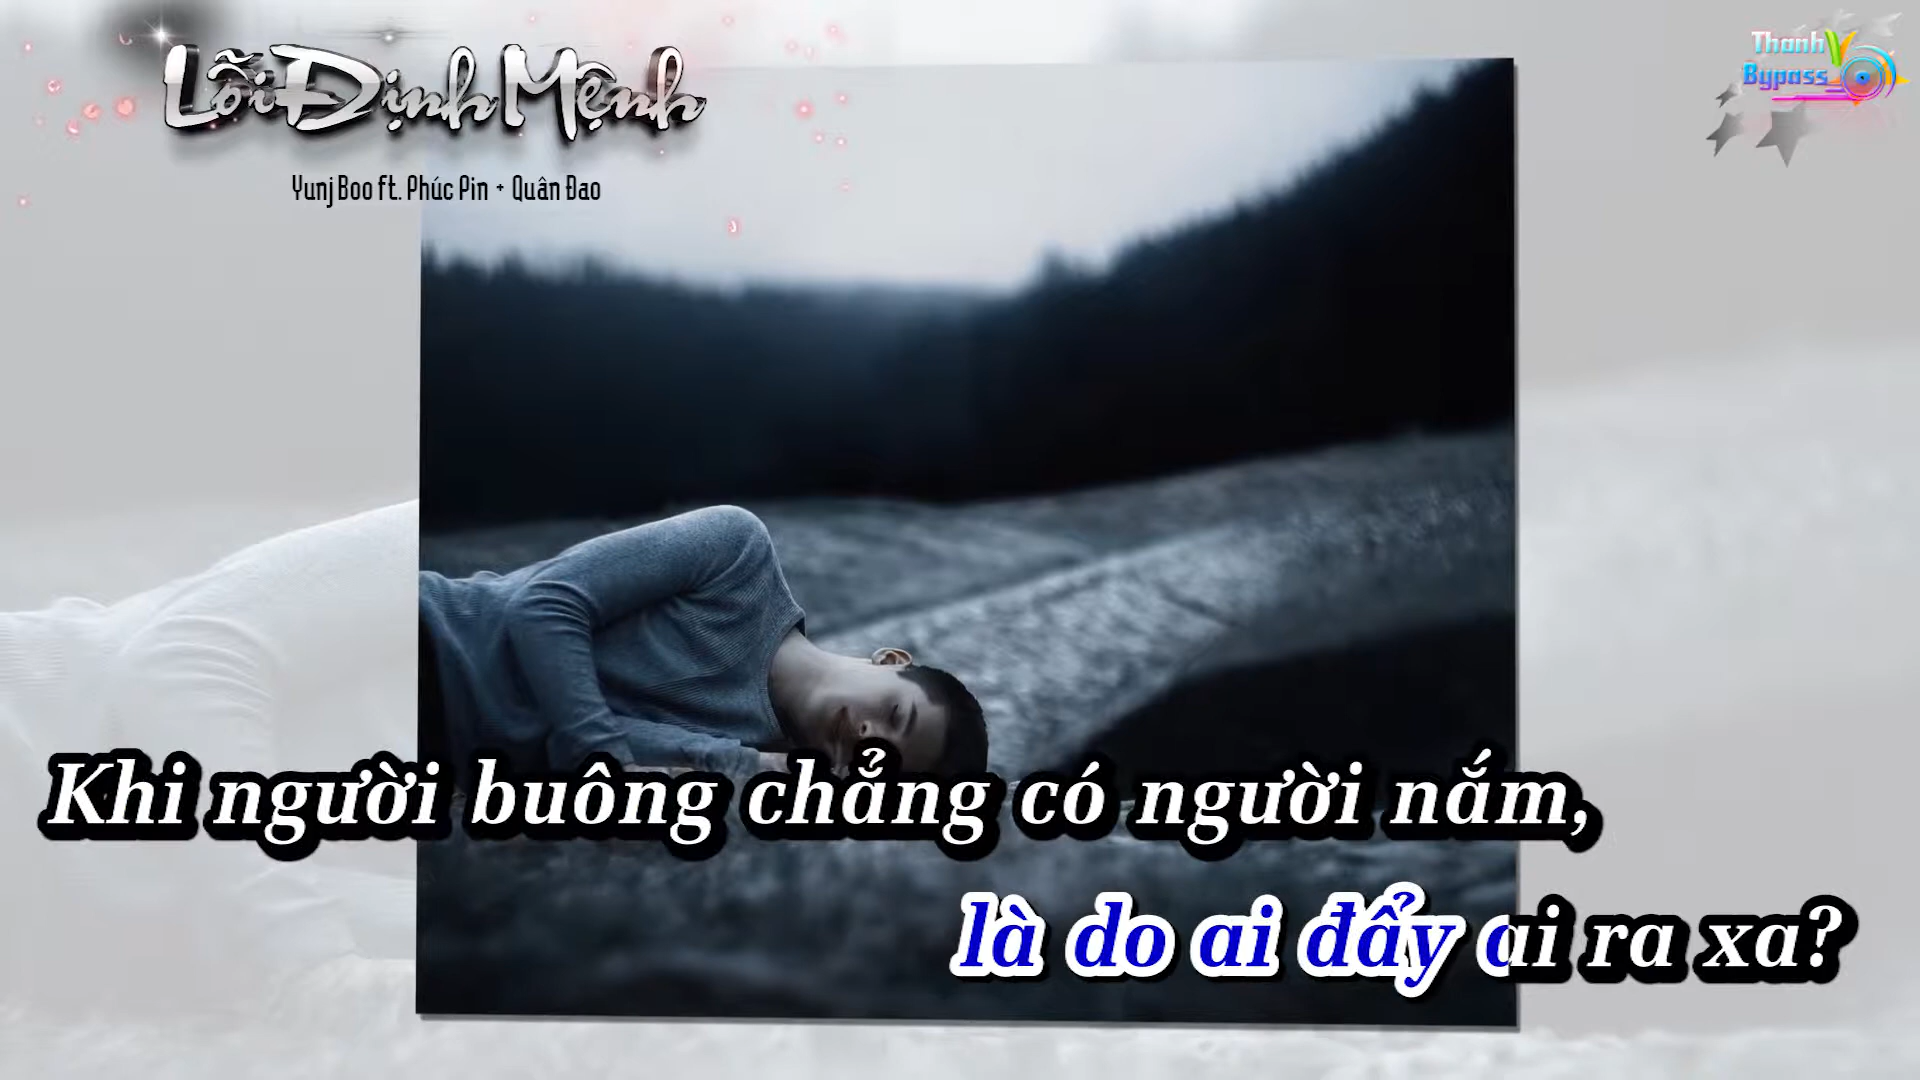 Lỗi Định Mệnh
Yunj Boo ft. Phúc Pin + Quân Đao
Thanh V
Bypass
Khi người buông chẳng có người nắm,
là do ai đẩy ai ra xa?